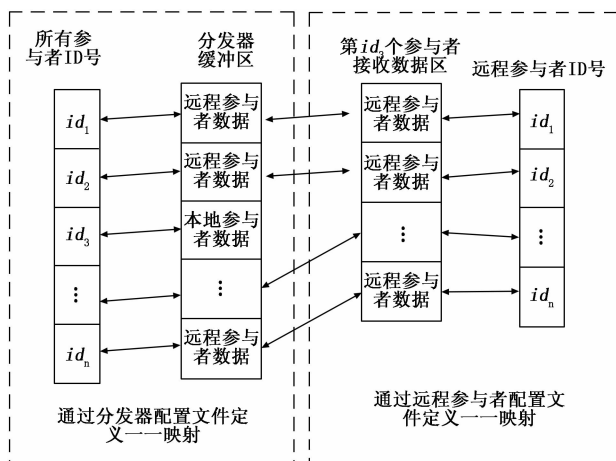 所有参
与者ID号
id1
id2
id3
⋮
idn
分发器
缓冲区
远程参与
者数据
远程参与
者数据
本地参与
者数据
⋮
远程参与
者数据
通过分发器配置文件定
义一一映射
第id3个参与者
接收数据区
远程参与
者数据
远程参与
者数据
⋮
远程参与
者数据
远程参与者ID号
id1
id2
⋮
idn
通过远程参与者配置文
件定义一一映射